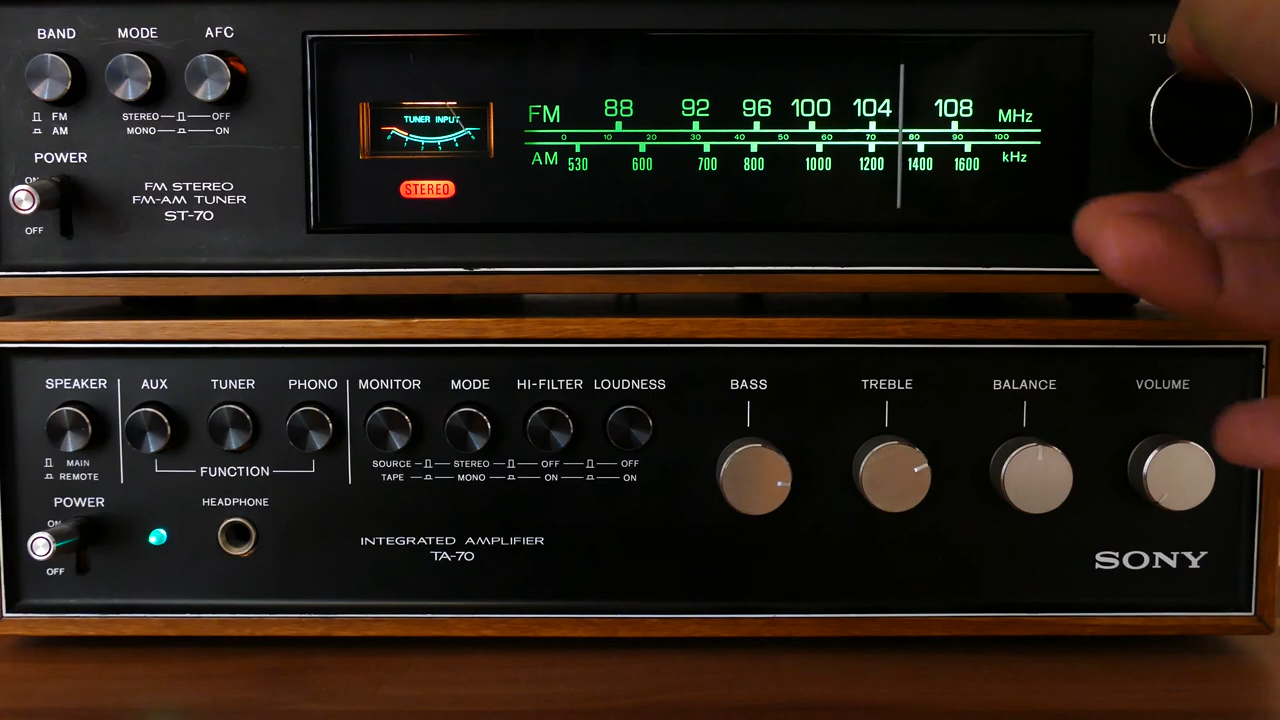 BAND MODE AFC TU
FM STEREO OFF
AM MONO ON
POWER
ON
OFF
FM STEREO
FM-AM TUNER
ST-70
TUNER INPUT
STEREO
FM 88 92 96 100 104 108 MHz
0 10 20 30 40 50 60 70 80 90 100
AM 530 600 700 800 1000 1200 1400 1600 kHz
SPEAKER AUX TUNER PHONO MONITOR MODE HI-FILTER LOUDNESS BASS TREBLE BALANCE VOLUME
MAIN
REMOTE
FUNCTION
SOURCE STEREO OFF OFF
TAPE MONO ON ON
POWER
ON
OFF
HEADPHONE
INTEGRATED AMPLIFIER
TA-70
SONY